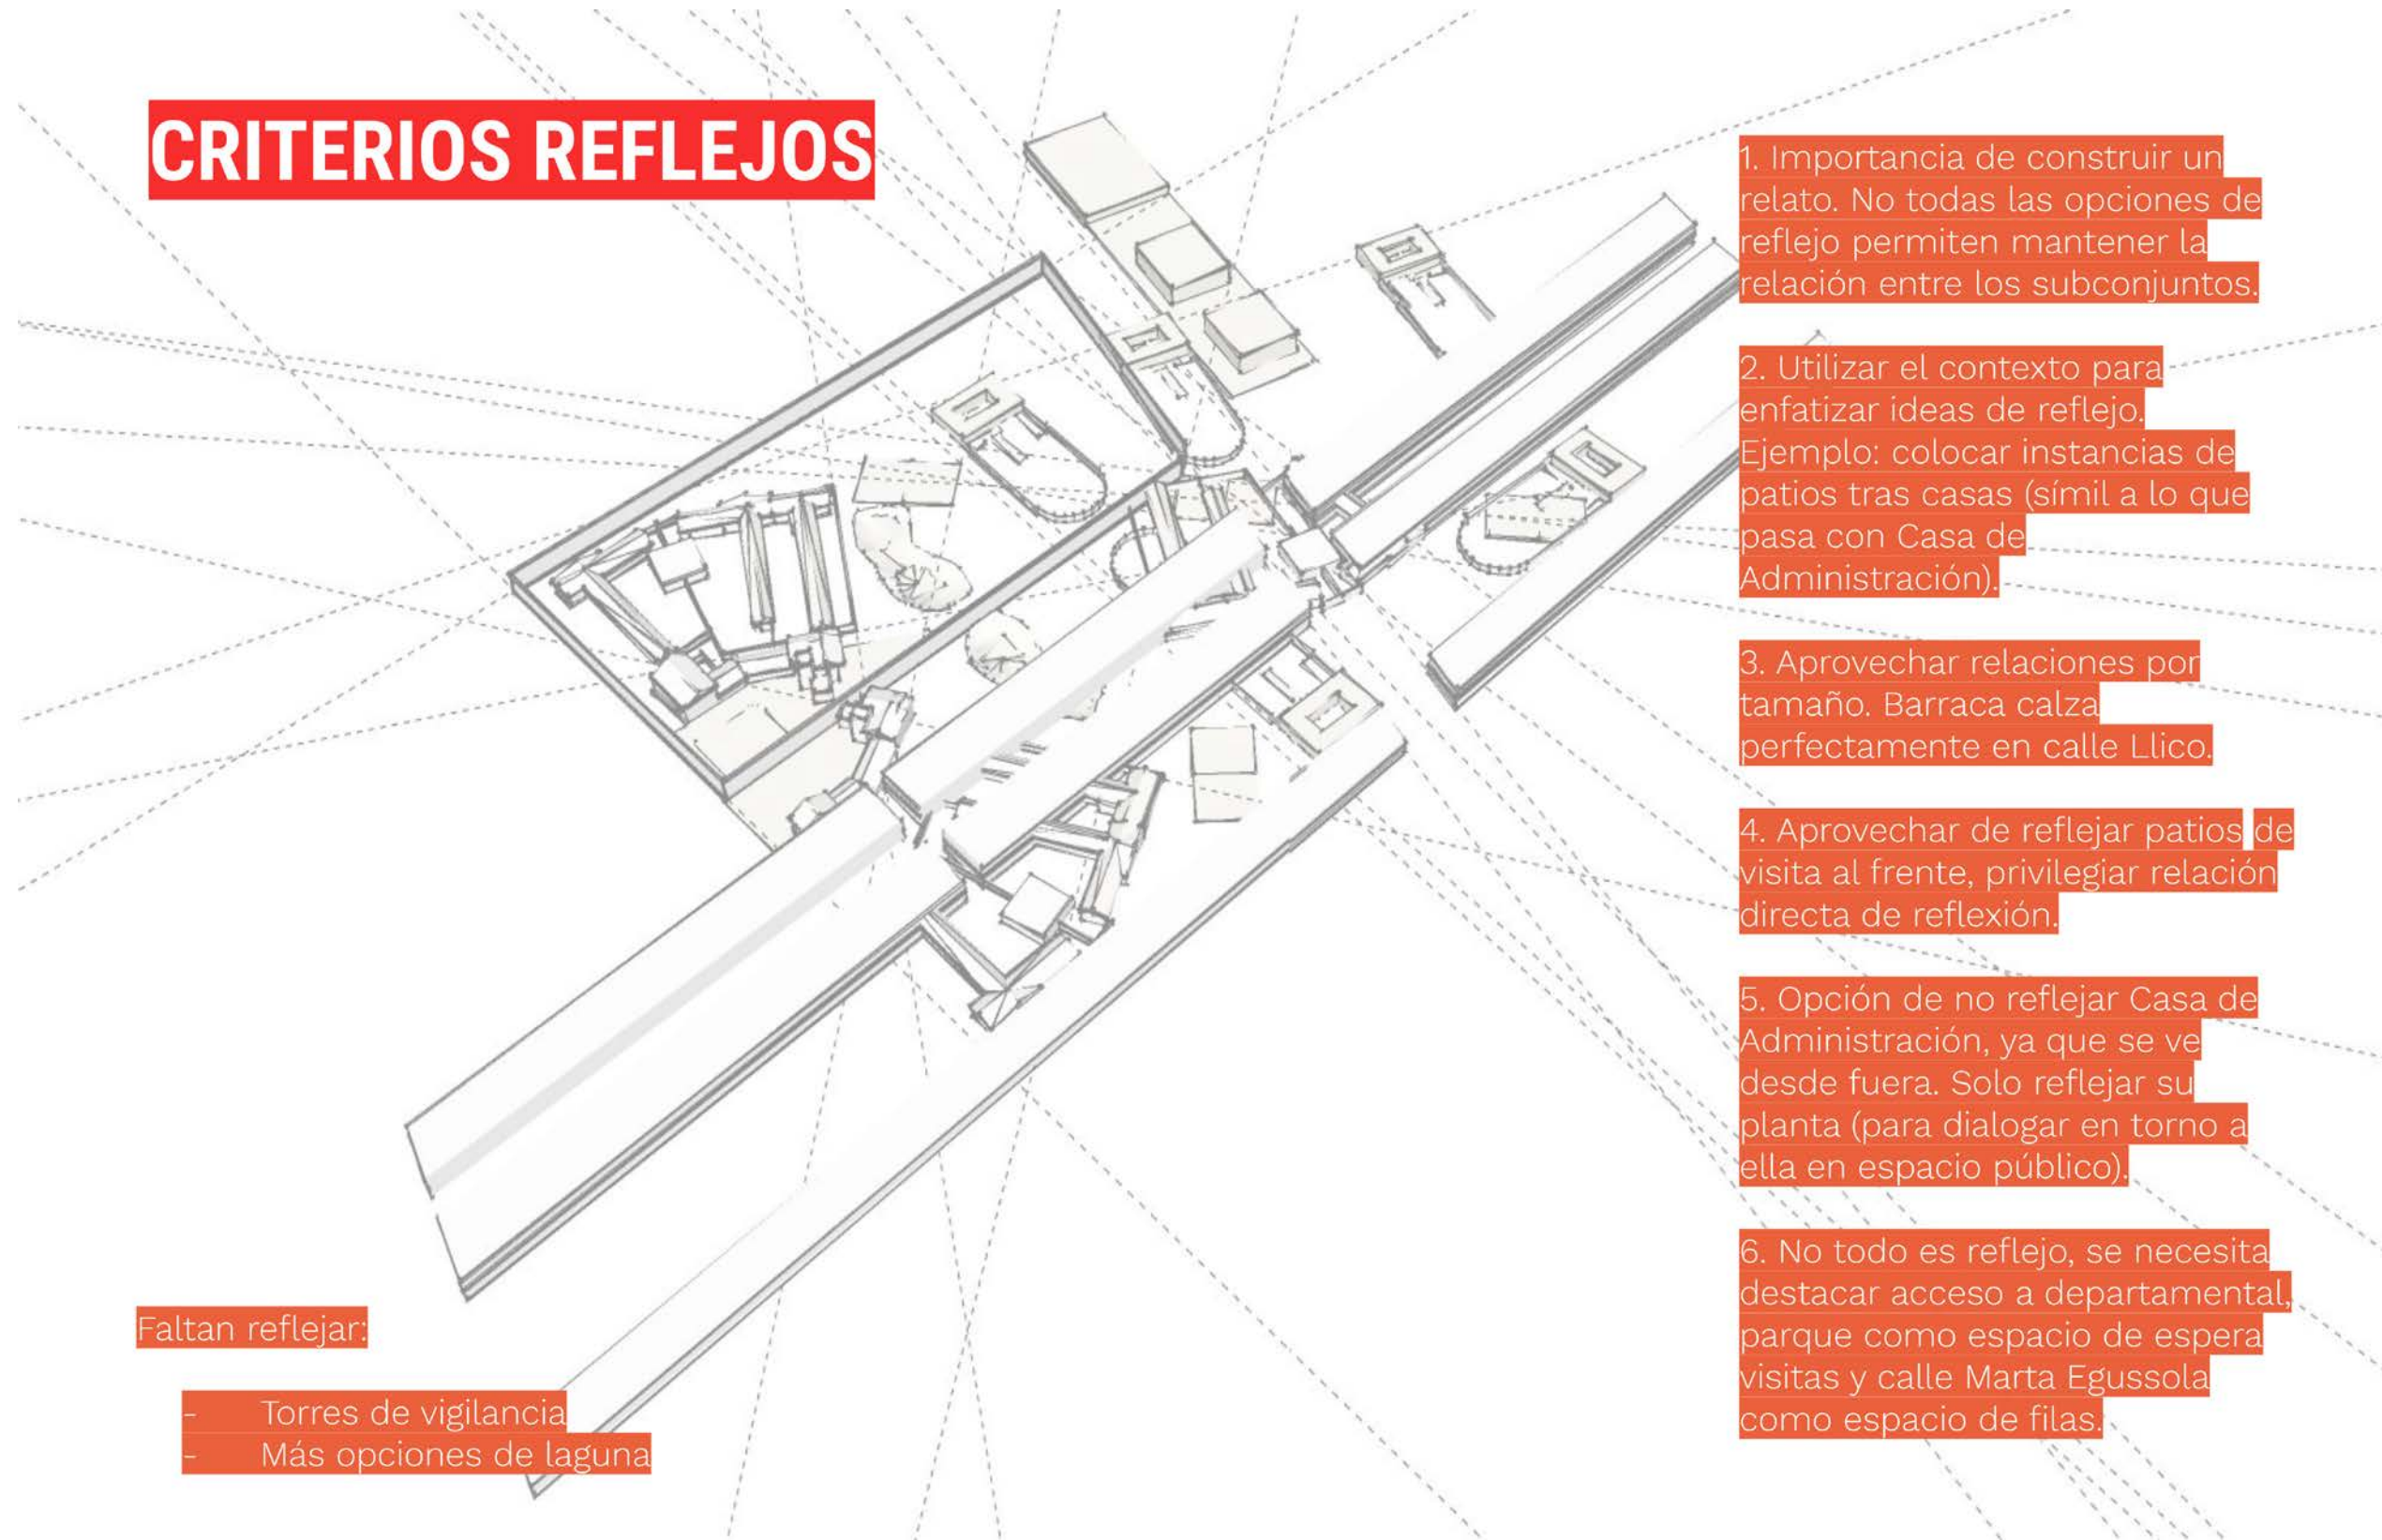 CRITERIOS REFLEJOS
1. Importancia de construir un
relato. No todas las opciones de
reflejo permiten mantener la
relación entre los subconjuntos.
2. Utilizar el contexto para
enfatizar ideas de reflejo.
Ejemplo: colocar instancias de
patios tras casas (símil a lo que
pasa con Casa de
Administración).
3. Aprovechar relaciones por
tamaño. Barraca calza
perfectamente en calle Llico.
4. Aprovechar de reflejar patios de
visita al frente, privilegiar relación
directa de reflexión.
5. Opción de no reflejar Casa de
Administración, ya que se ve
desde fuera. Solo reflejar su
planta (para dialogar en torno a
ella en espacio público).
6. No todo es reflejo, se necesita
destacar acceso a departamental,
parque como espacio de espera
visitas y calle Marta Egussola
como espacio de filas.
Faltan reflejar:
- Torres de vigilancia
- Más opciones de laguna